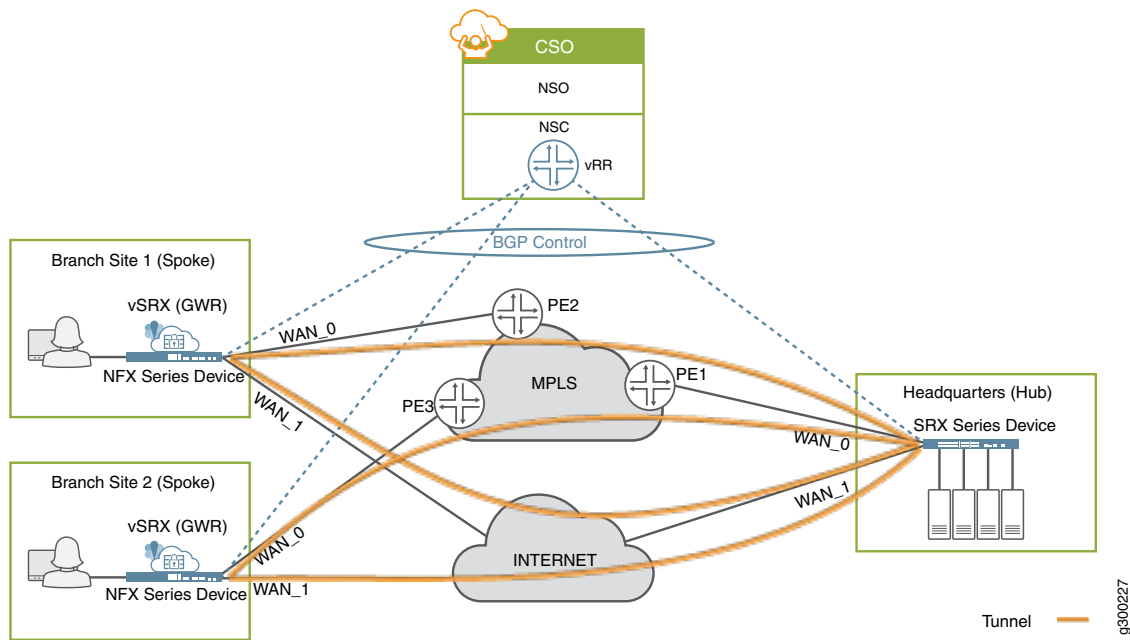 CSO
NSO
NSC
vRR
BGP Control
Branch Site 1 (Spoke)
vSRX (GWR)
NFX Series Device
WAN_0
WAN_1
PE2
MPLS
PE1
PE3
Headquarters (Hub)
SRX Series Device
WAN_0
WAN_1
Branch Site 2 (Spoke)
vSRX (GWR)
NFX Series Device
WAN_0
WAN_1
INTERNET
Tunnel
g300227